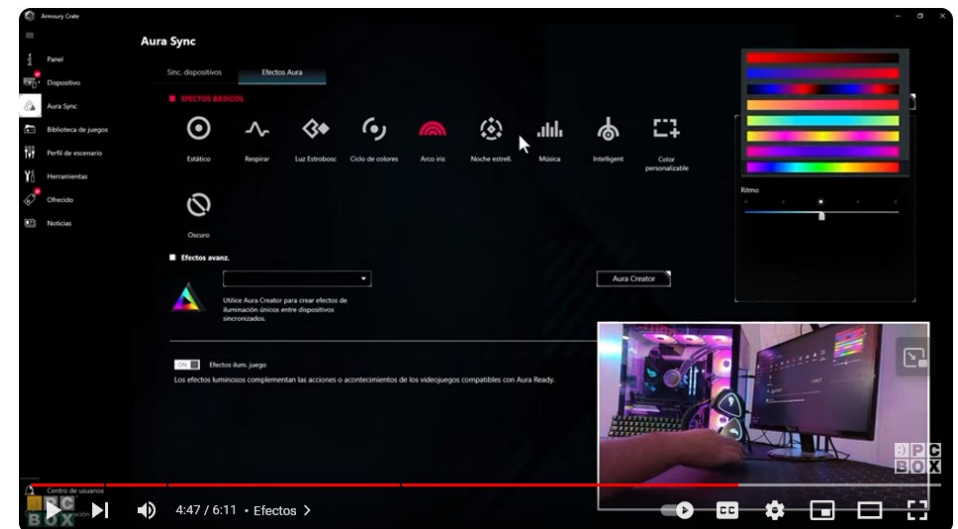 Armoury Crate
Aura Sync
Panel
Dispositivo
Aura Sync
Biblioteca de juegos
Perfil de escenario
Herramientas
Ofrecido
Noticias
Sinc. dispositivos
Efectos Aura
EFECTOS BÁSICOS
Estático
Respirar
Luz Estrobosc
Ciclo de colores
Arco iris
Noche estrell.
Música
Intelligent
Color
personalizable
Oscuro
Ritmo
Efectos avanz.
Aura Creator
Utilice Aura Creator para crear efectos de
iluminación únicos entre dispositivos
sincronizados.
ON
Efectos ilum. juego
Los efectos luminosos complementan las acciones o acontecimientos de los videojuegos compatibles con Aura Ready.
PC
BOX
Centro de usuarios
PC
BOX
4:47 / 6:11 • Efectos
CC